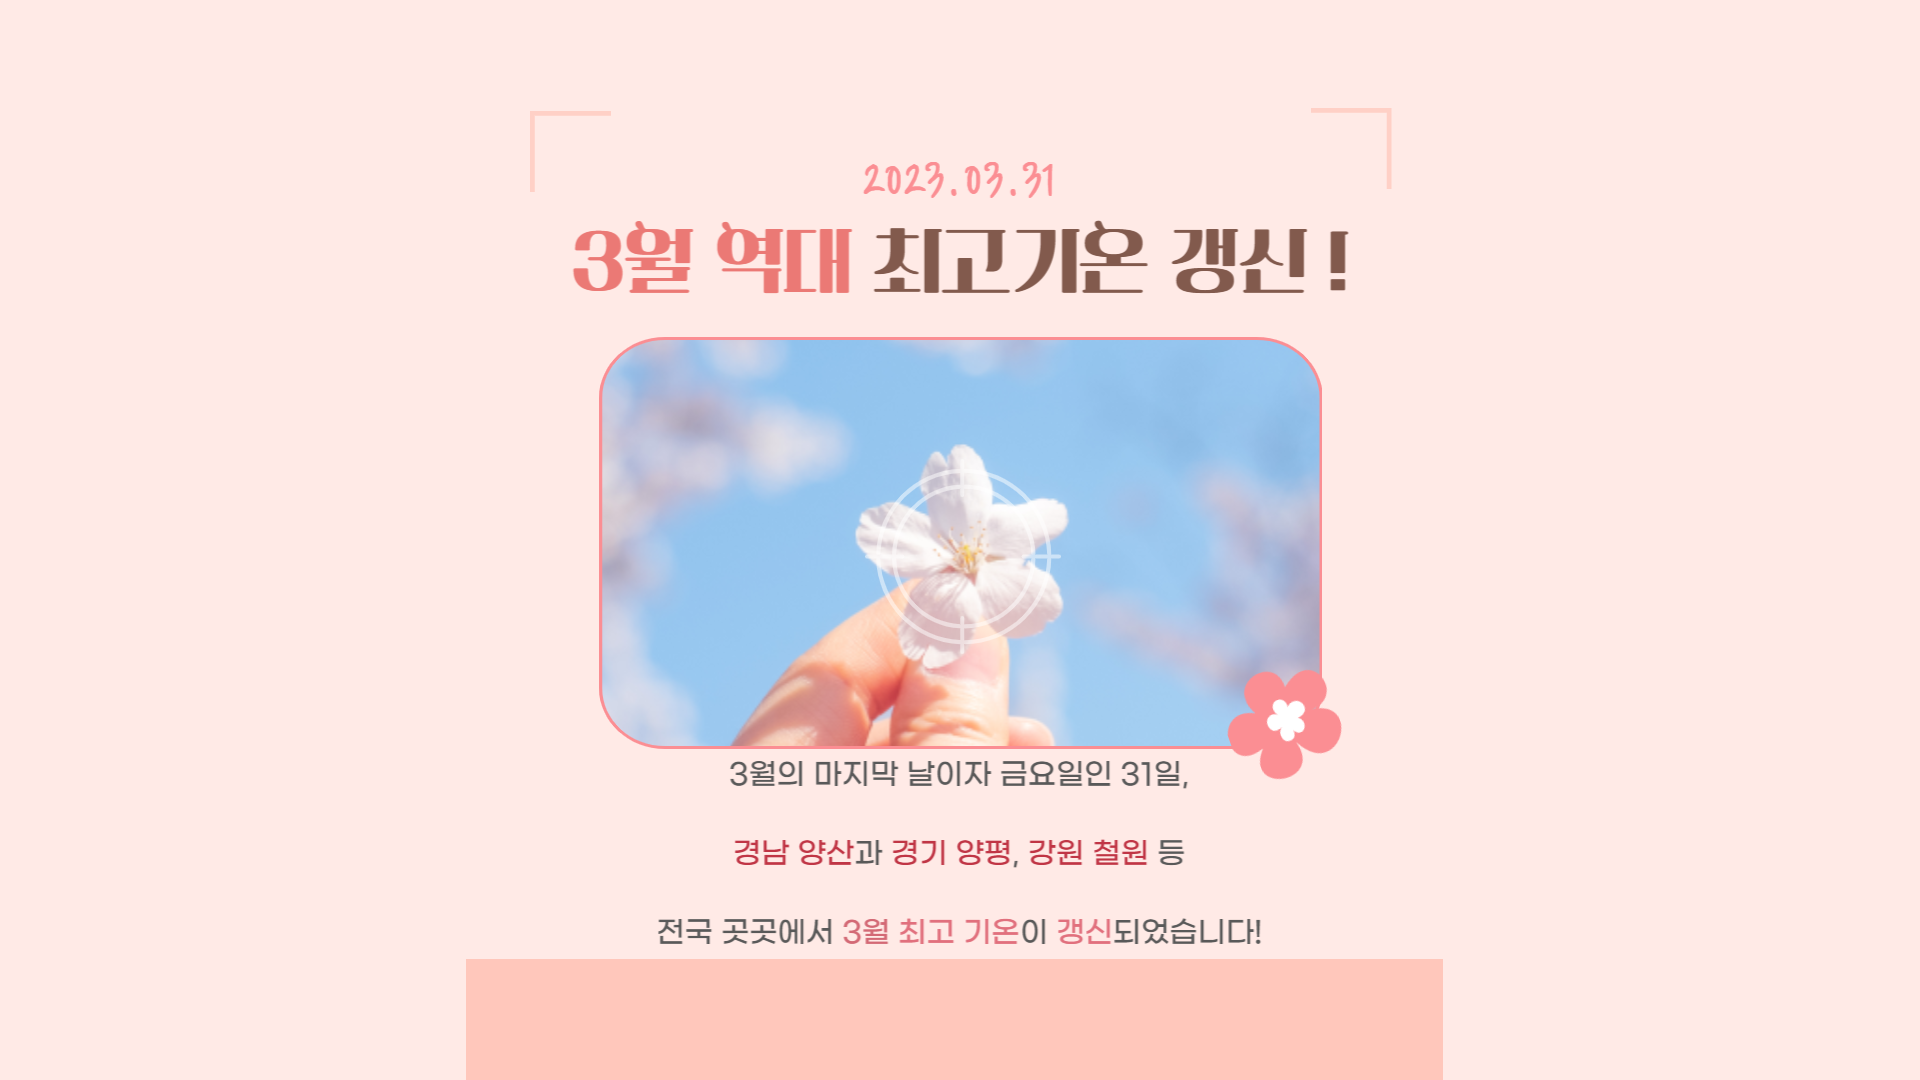 2023.03.31
3월 역대 최고기온 갱신!
3월의 마지막 날이자 금요일인 31일,
경남 양산과 경기 양평, 강원 철원 등
전국 곳곳에서 3월 최고 기온이 갱신되었습니다!